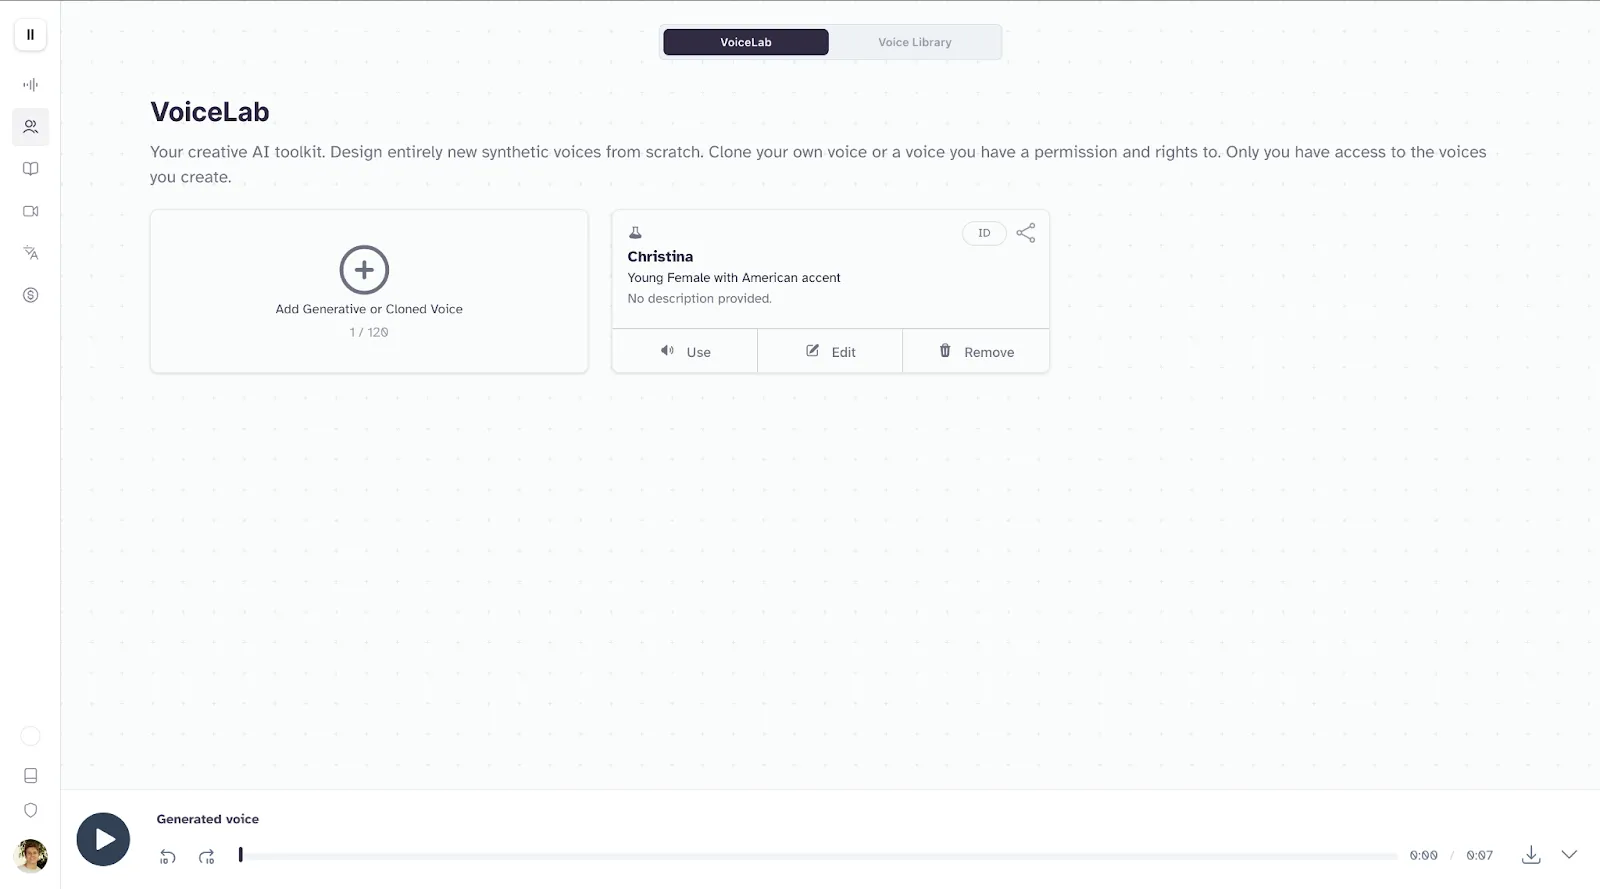 VoiceLab
Voice Library
VoiceLab
Your creative AI toolkit. Design entirely new synthetic voices from scratch. Clone your own voice or a voice you have a permission and rights to. Only you have access to the voices
you create.
Add Generative or Cloned Voice
1 / 120
ID
Christina
Young Female with American accent
No description provided.
Use
Edit
Remove
Generated voice
10
10
0:00 / 0:07